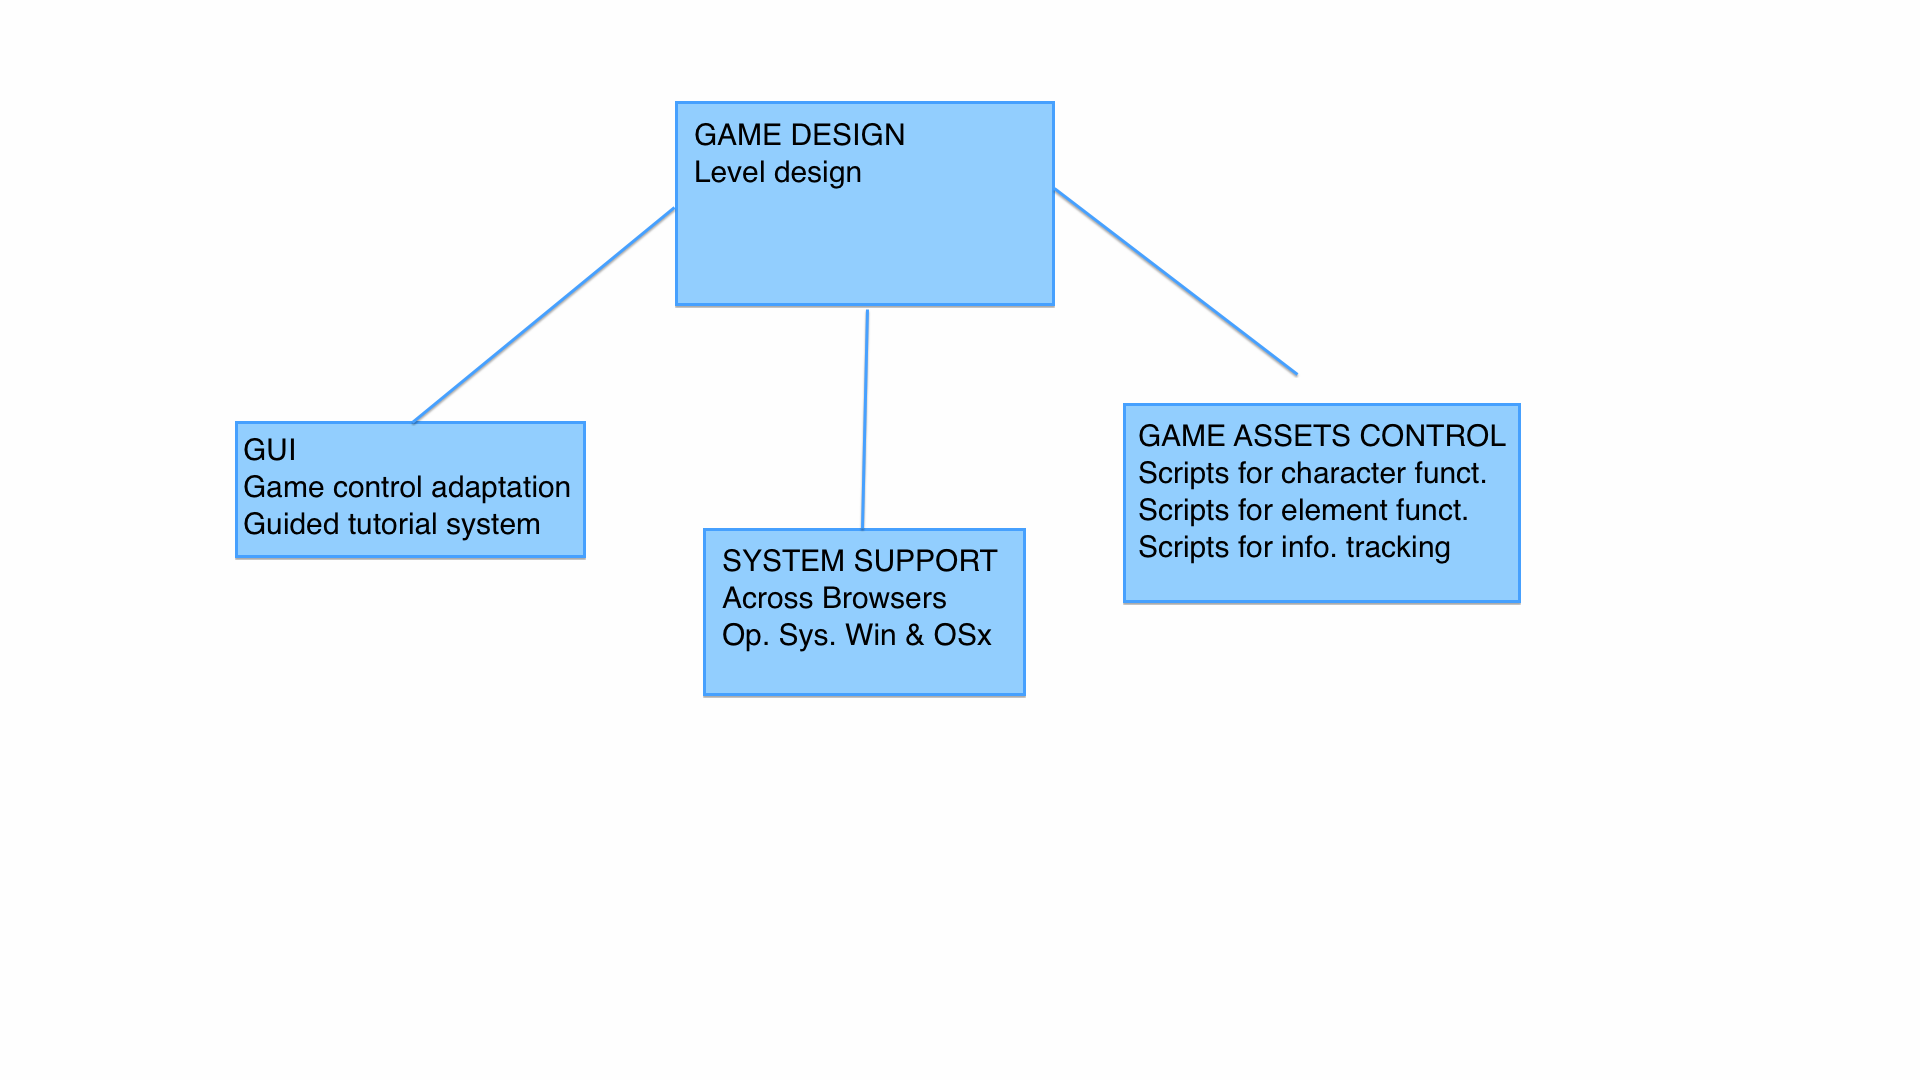 GAME DESIGN
Level design
GUI
Game control adaptation
Guided tutorial system
SYSTEM SUPPORT
Across Browsers
Op. Sys. Win & OSx
GAME ASSETS CONTROL
Scripts for character funct.
Scripts for element funct.
Scripts for info. tracking